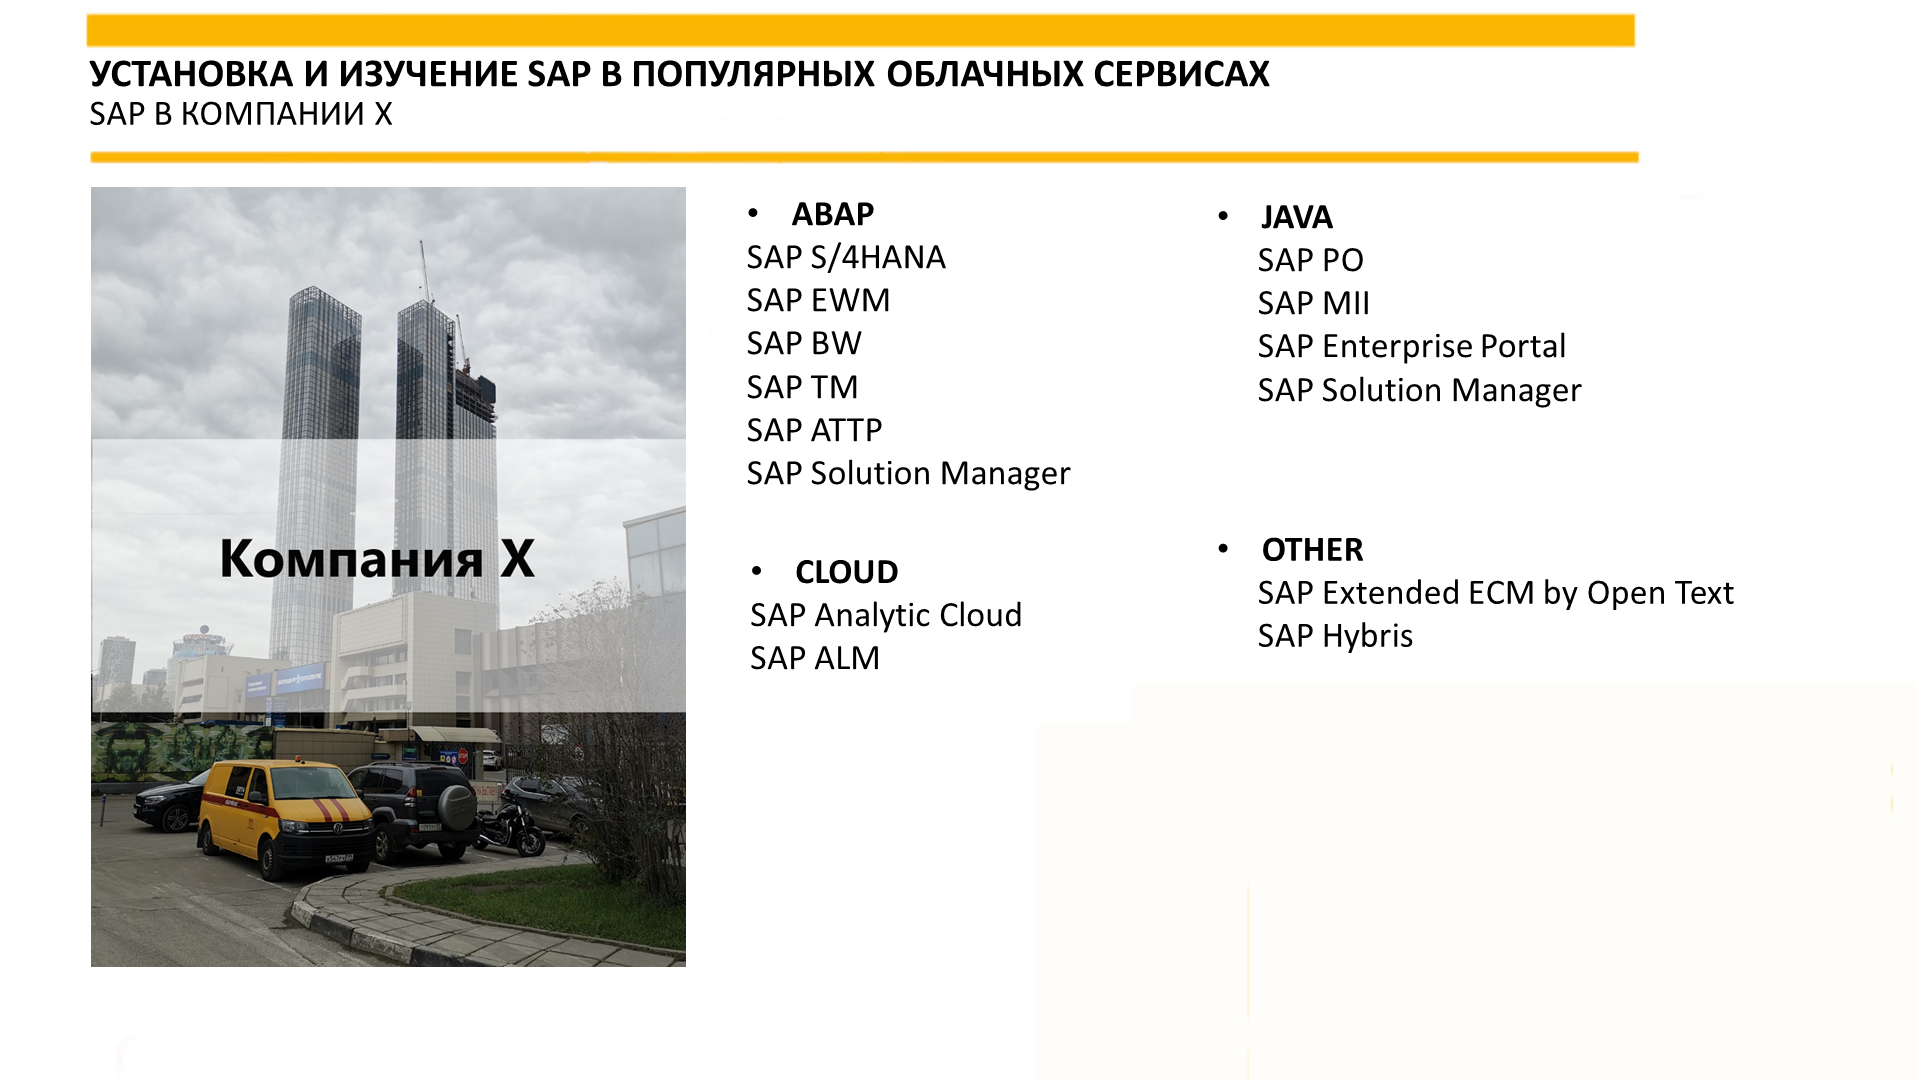 УСТАНОВКА И ИЗУЧЕНИЕ SAP В ПОПУЛЯРНЫХ ОБЛАЧНЫХ СЕРВИСАХ
SAP В КОМПАНИИ X
Компания X
• ABAP
SAP S/4HANA
SAP EWM
SAP BW
SAP TM
SAP ATTP
SAP Solution Manager
• CLOUD
SAP Analytic Cloud
SAP ALM
• JAVA
SAP PO
SAP MII
SAP Enterprise Portal
SAP Solution Manager
• OTHER
SAP Extended ECM by Open Text
SAP Hybris